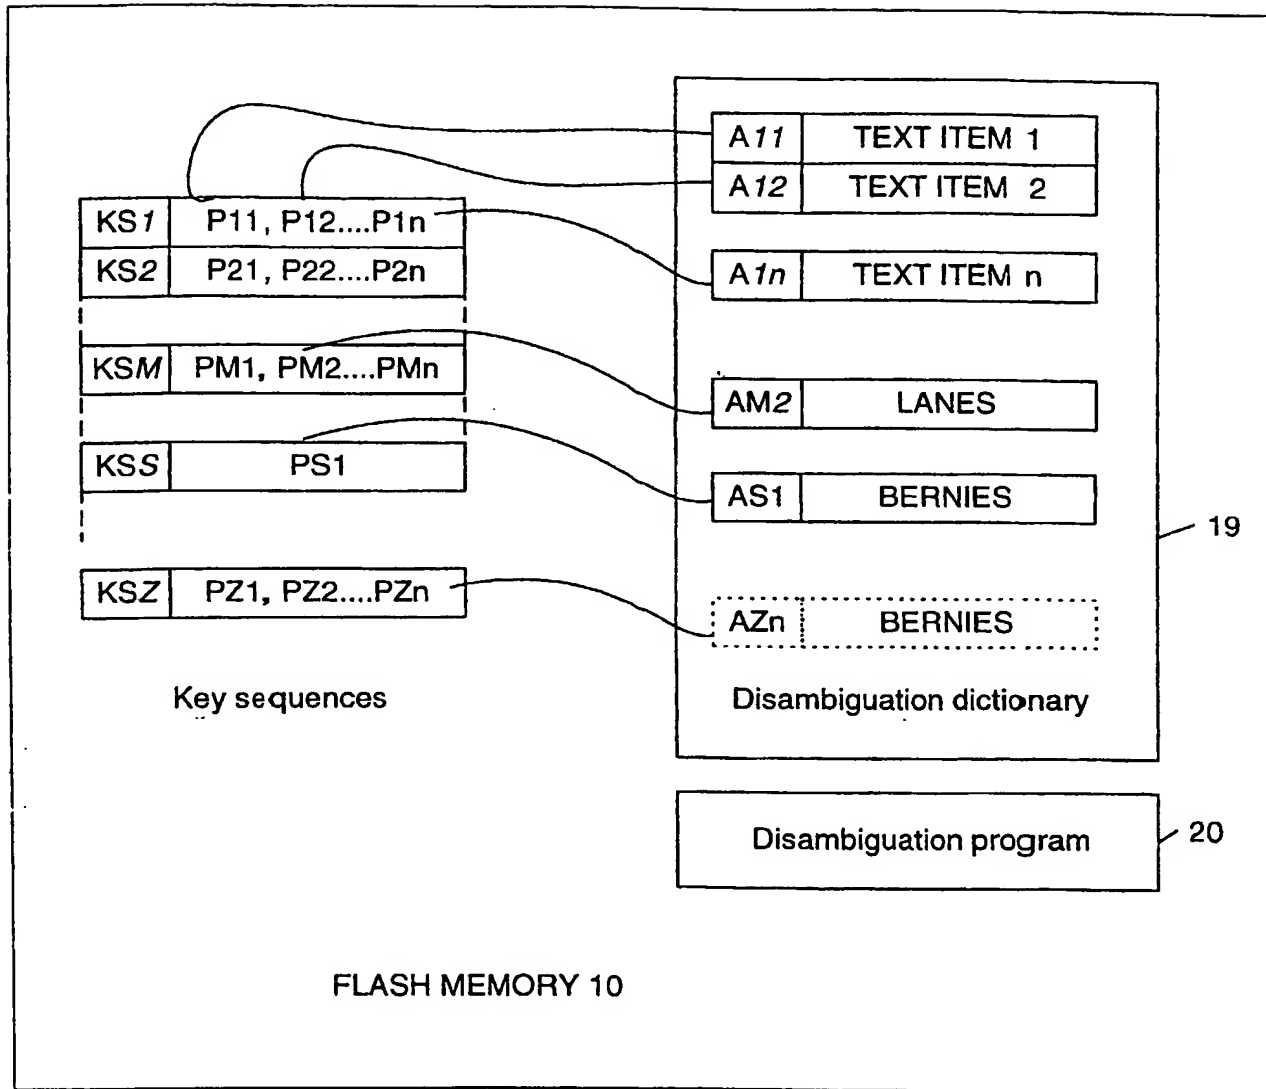 A11 TEXT ITEM 1
A12 TEXT ITEM 2
KS1 P11, P12....P1n
KS2 P21, P22....P2n
A1n TEXT ITEM n
KSM PM1, PM2....PMn
AM2 LANES
KSS PS1
AS1 BERNIES
19
KSZ PZ1, PZ2....PZn
AZn BERNIES
Key sequences
Disambiguation dictionary
Disambiguation program
20
FLASH MEMORY 10